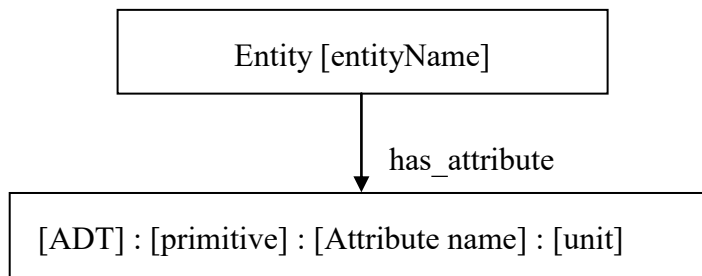 Entity [entityName]
has_attribute
[ADT] : [primitive] : [Attribute name] : [unit]